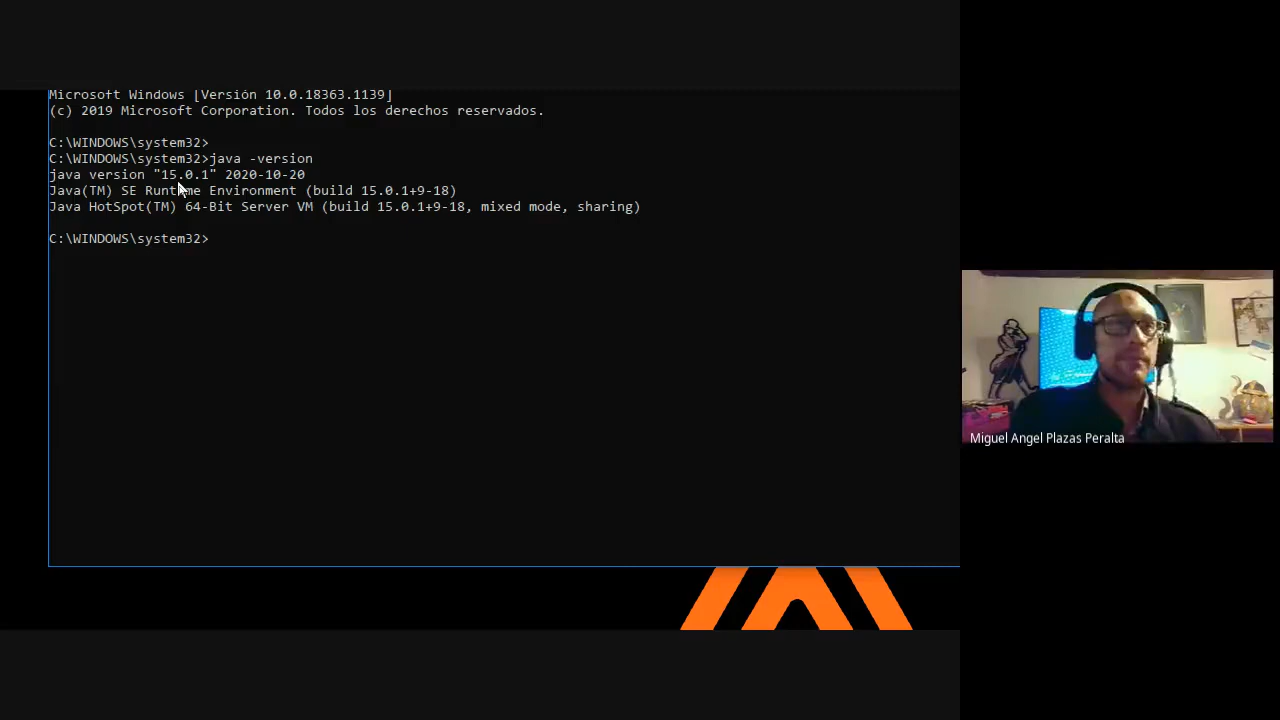 Microsoft Windows [Versión 10.0.18363.1139]
(c) 2019 Microsoft Corporation. Todos los derechos reservados.
C:\WINDOWS\system32>
C:\WINDOWS\system32>java -version
java version "15.0.1" 2020-10-20
Java(TM) SE Runtime Environment (build 15.0.1+9-18)
Java HotSpot(TM) 64-Bit Server VM (build 15.0.1+9-18, mixed mode, sharing)
C:\WINDOWS\system32>
Miguel Angel Plazas Peralta